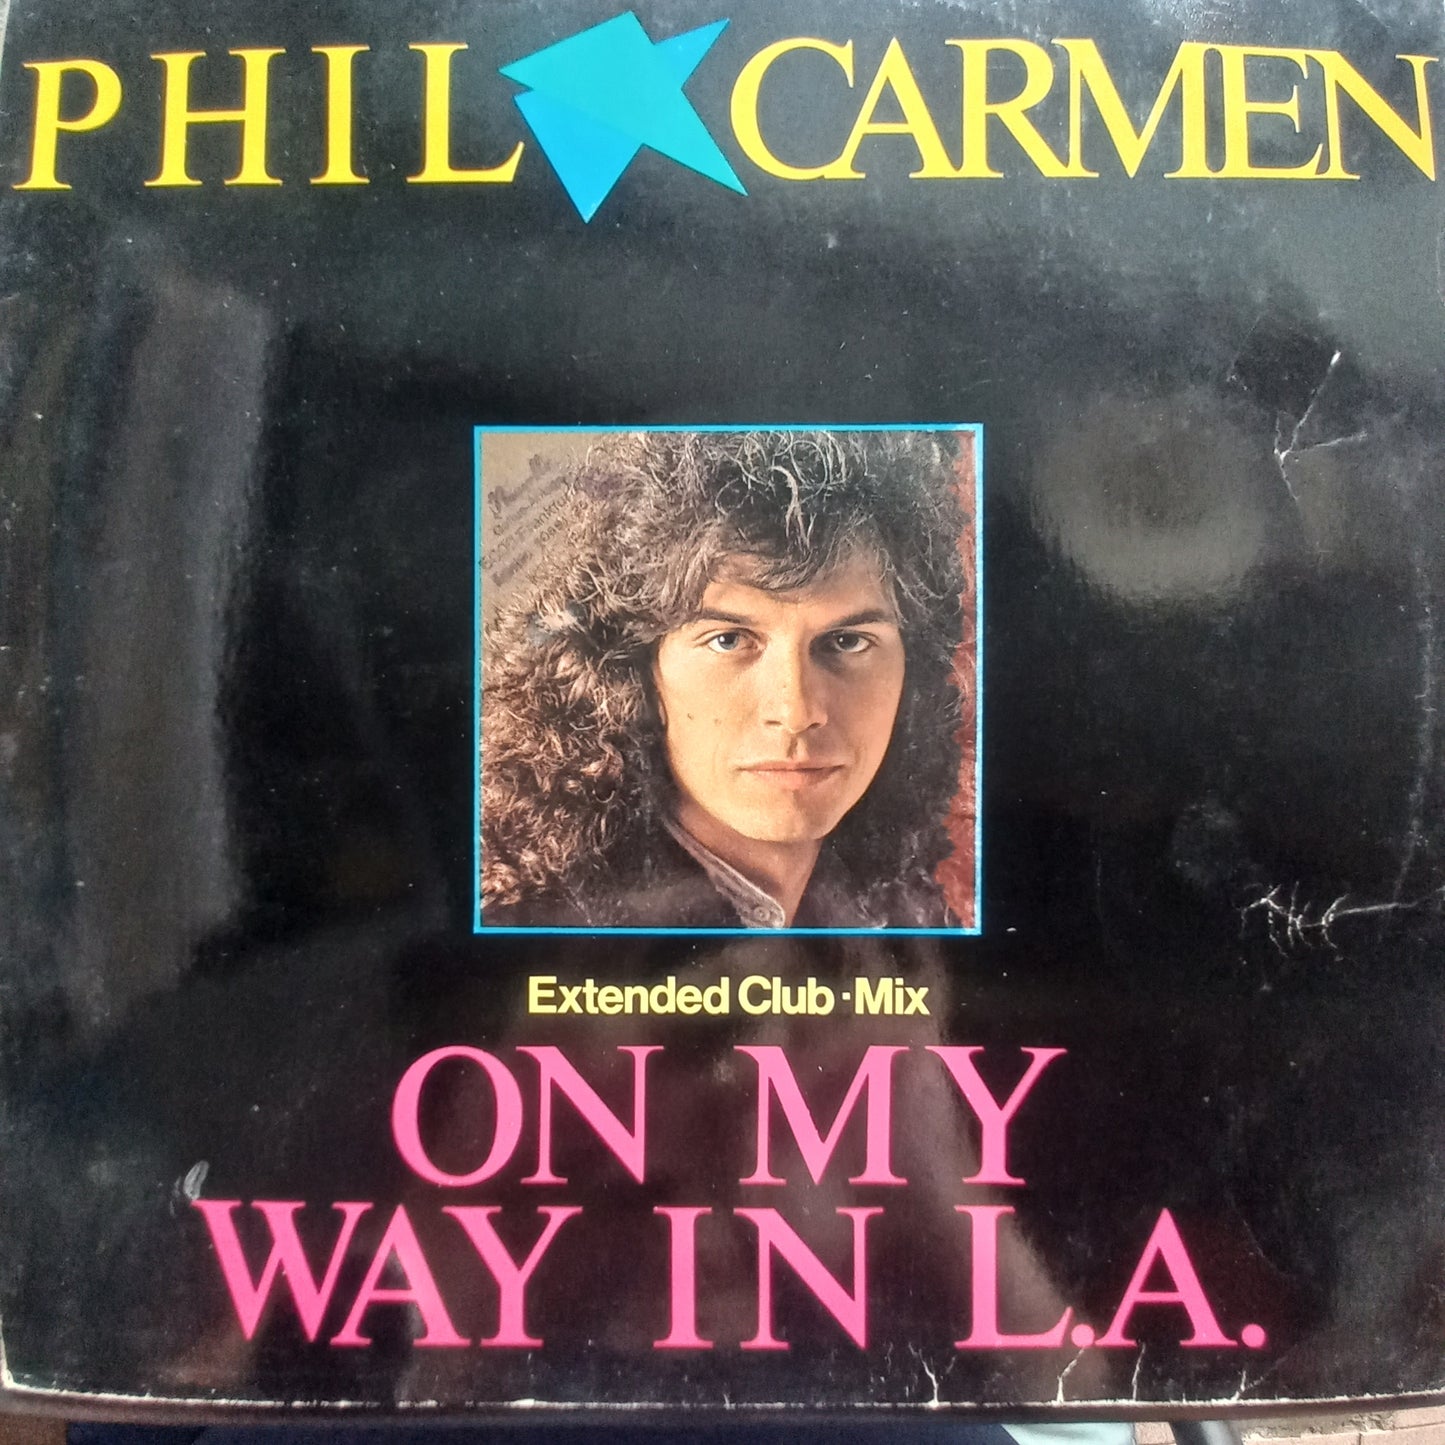 PHIL CARMEN
Extended Club-Mix
ON MY
WAY IN L.A.